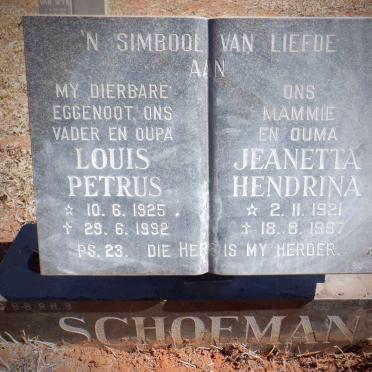 'N SIMBOOL VAN LIEFDE
AAN
MY DIERBARE
EGGENOOT, ONS
VADER EN OUPA
LOUIS
PETRUS
☆ 10. 6. 1925.
✝ 29. 6. 1992
ONS
MAMMIE
EN OUMA
JEANETTA
HENDRINA
☆ 2. 11. 1921
✝ 18. 8. 1997
PS. 23. DIE HERE IS MY HERDER.
SCHOEMAN